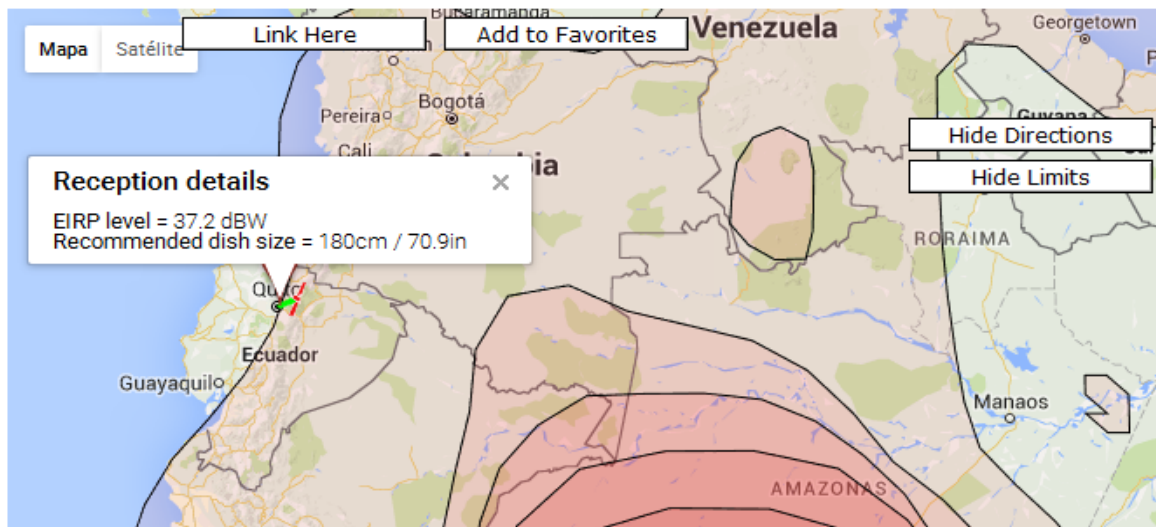 Mapa
Satélite
Link Here
Add to Favorites
Bucaramanga
Venezuela
Georgetown
Bogotá
Pereira
Cali
Guyana
Hide Directions
Hide Limits
Reception details
EIRP level = 37.2 dBW
Recommended dish size = 180cm / 70.9in
RORAIMA
Ecuador
Guayaquil
Manaos
AMAZONAS